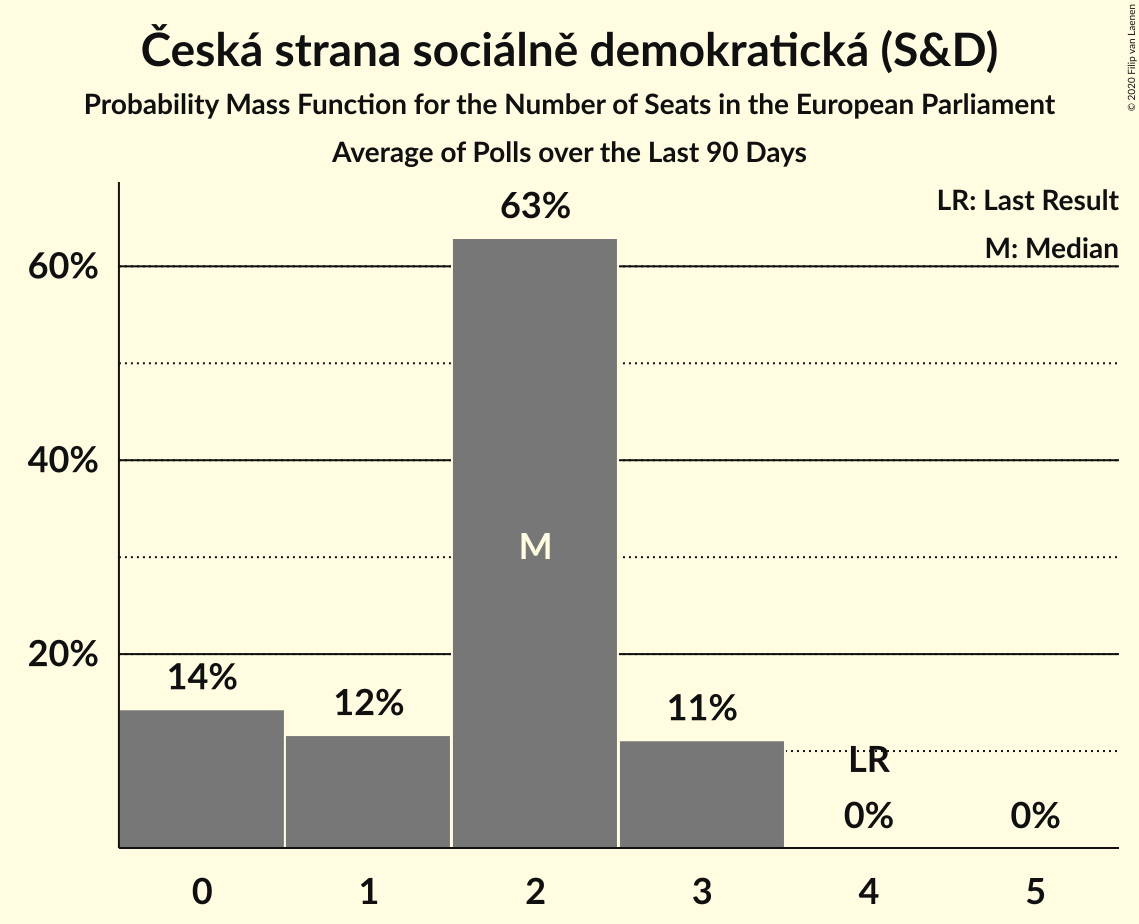 Česká strana sociálně demokratická (S&D)
Probability Mass Function for the Number of Seats in the European Parliament
Average of Polls over the Last 90 Days
© 2020 Filip van Laenen
LR: Last Result
M: Median
63%
60%
40%
M
20%
14%
12%
11%
LR
0%
0%
0
1
2
3
4
5